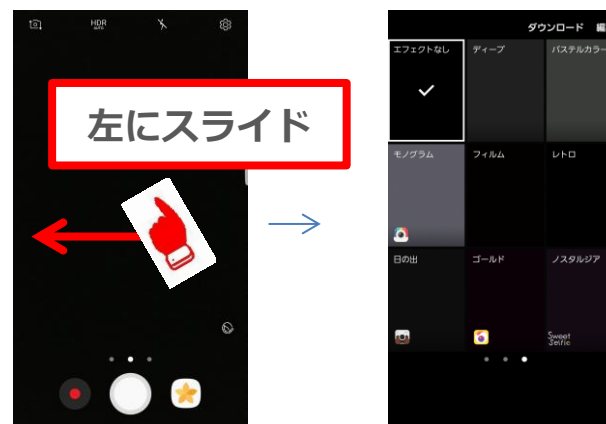 HDR
AUTO
左にスライド
ダウンロード
エフェクトなし
ディープ
パステルカラー
モノグラム
フィルム
レトロ
日の出
ゴールド
ノスタルジア
Sweet
Selfie